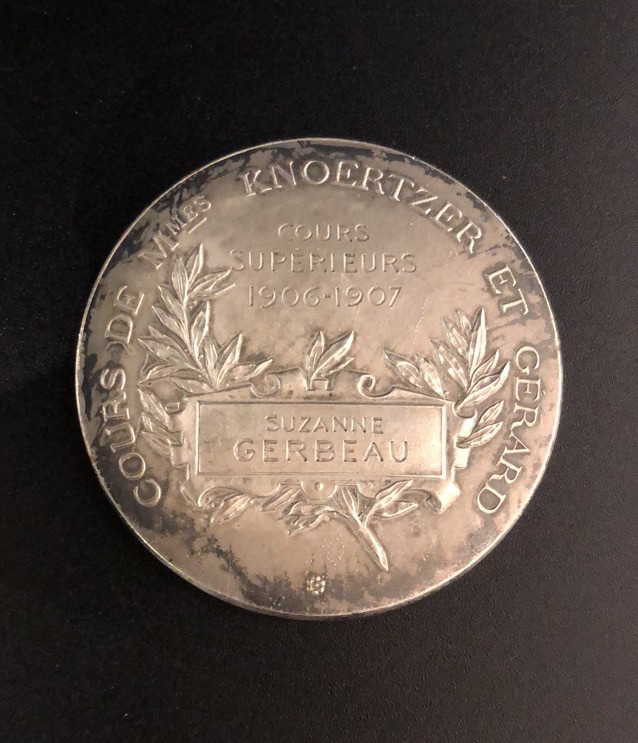 COURS DE MMES KNOERTZER ET GÉRARD
COURS
SUPÉRIEURS
1906-1907
SUZANNE
GERBEAU